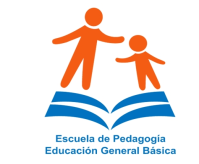 Escuela de Pedagogía
Educación General Básica